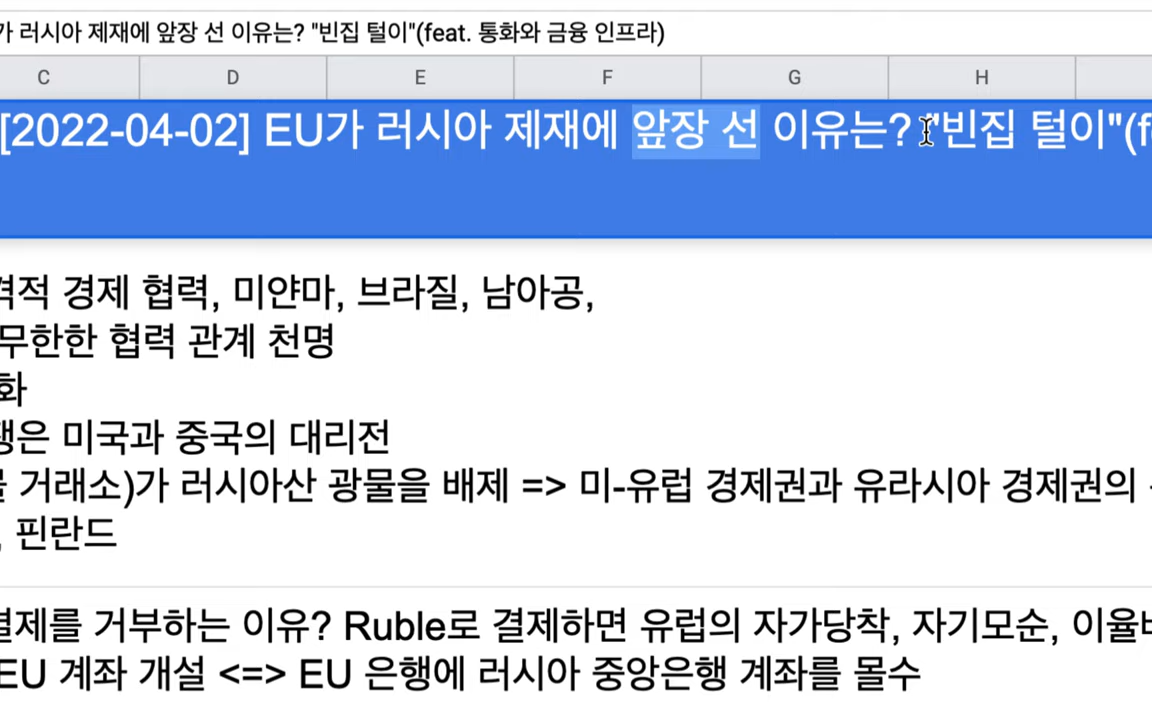 가 러시아 제재에 앞장 선 이유는? "빈집 털이"(feat. 통화와 금융 인프라)
C D E F G H
[2022-04-02] EU가 러시아 제재에 앞장 선 이유는? "빈집 털이"(f
격적 경제 협력, 미얀마, 브라질, 남아공,
무한한 협력 관계 천명
화
쟁은 미국과 중국의 대리전
거래소)가 러시아산 광물을 배제 => 미-유럽 경제권과 유라시아 경제권의
, 핀란드
결제를 거부하는 이유? Ruble로 결제하면 유럽의 자가당착, 자기모순, 이율
EU 계좌 개설 <=> EU 은행에 러시아 중앙은행 계좌를 몰수